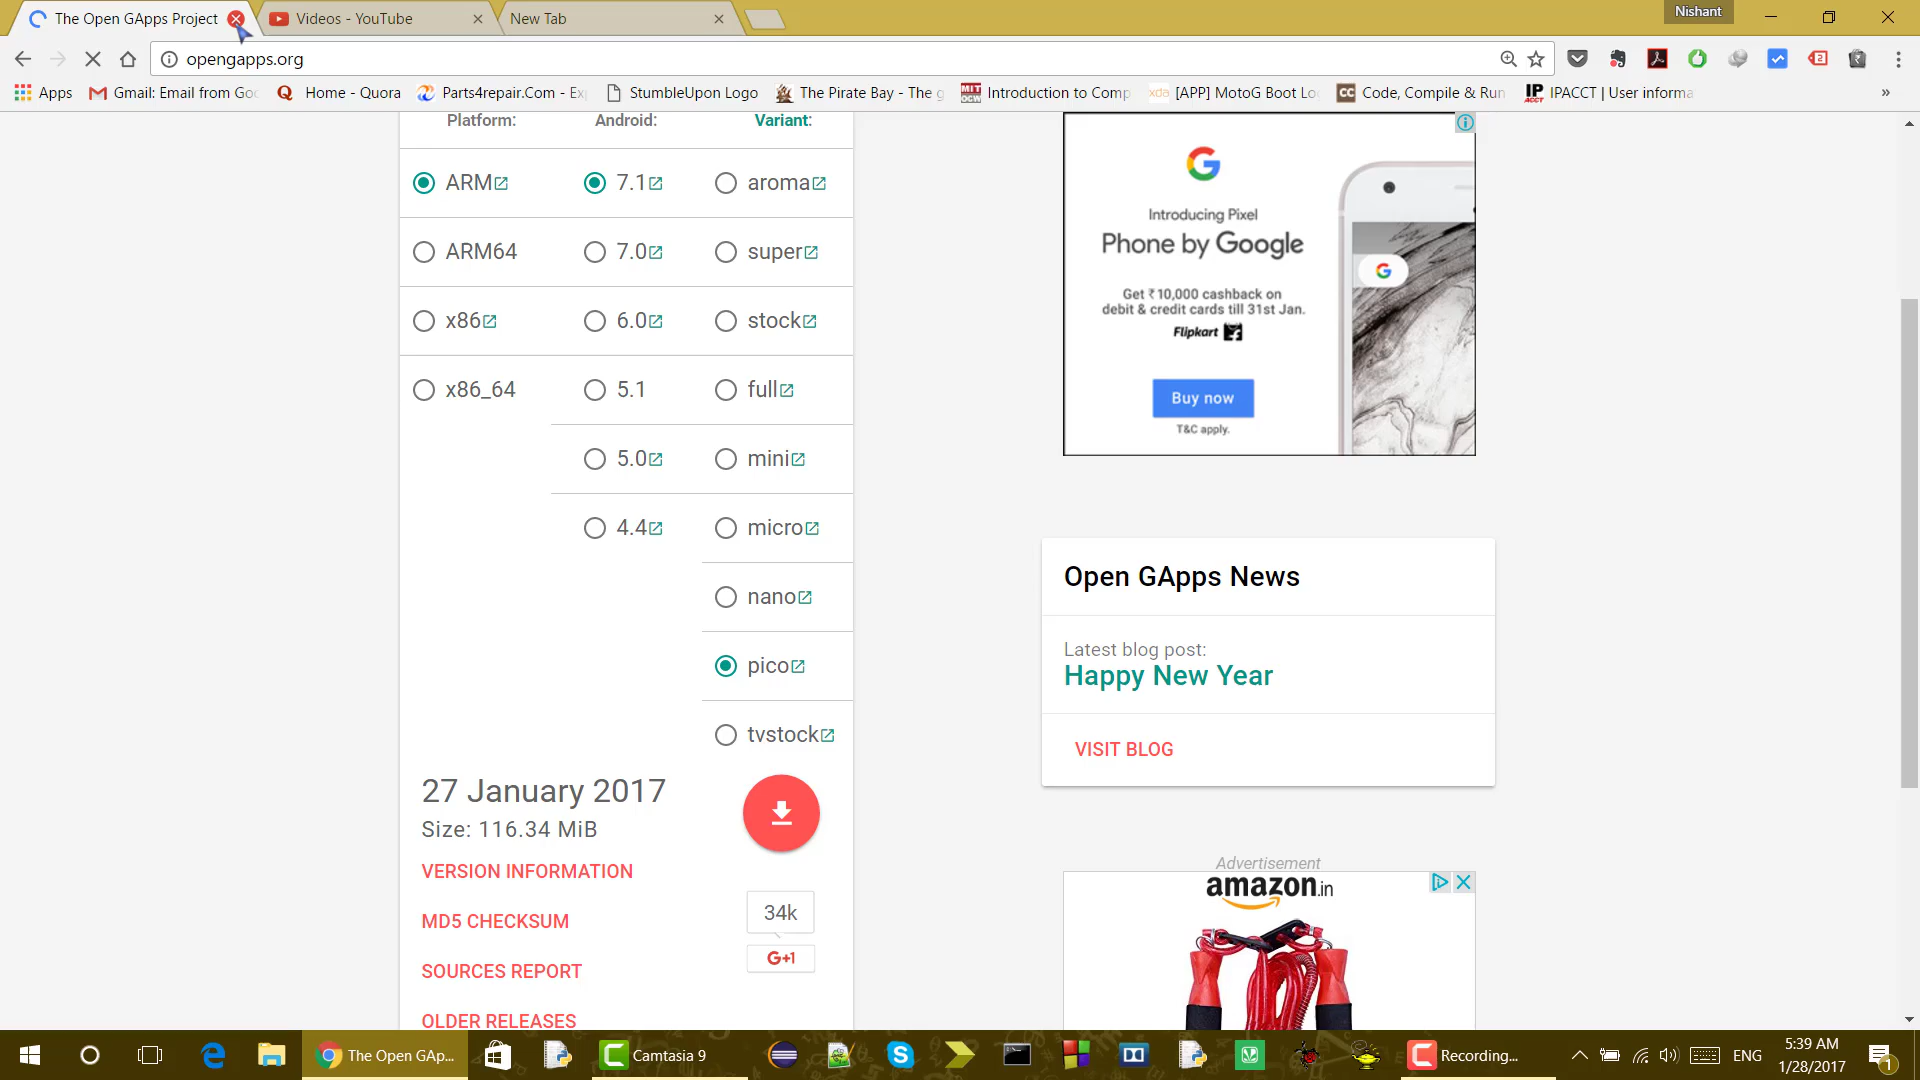 The Open GApps Project
Videos - YouTube
New Tab
Nishant
opengapps.org
Apps
Gmail: Email from Goo
Home - Quora
Parts4repair.Com - Ex
StumbleUpon Logo
The Pirate Bay - The g
Introduction to Comp
[APP] MotoG Boot Lo
Code, Compile & Run
IPACCT | User informa
Platform:
Android:
Variant:
ARM
7.1
aroma
ARM64
7.0
super
x86
6.0
stock
x86_64
5.1
full
5.0
mini
4.4
micro
nano
pico
tvstock
27 January 2017
Size: 116.34 MiB
VERSION INFORMATION
MD5 CHECKSUM
34k
G+1
SOURCES REPORT
OLDER RELEASES
Introducing Pixel
Phone by Google
Get ₹10,000 cashback on
debit & credit cards till 31st Jan.
Flipkart
Buy now
T&C apply.
Open GApps News
Latest blog post:
Happy New Year
VISIT BLOG
Advertisement
amazon.in
The Open GAp...
Camtasia 9
Recording...
ENG
5:39 AM
1/28/2017
1